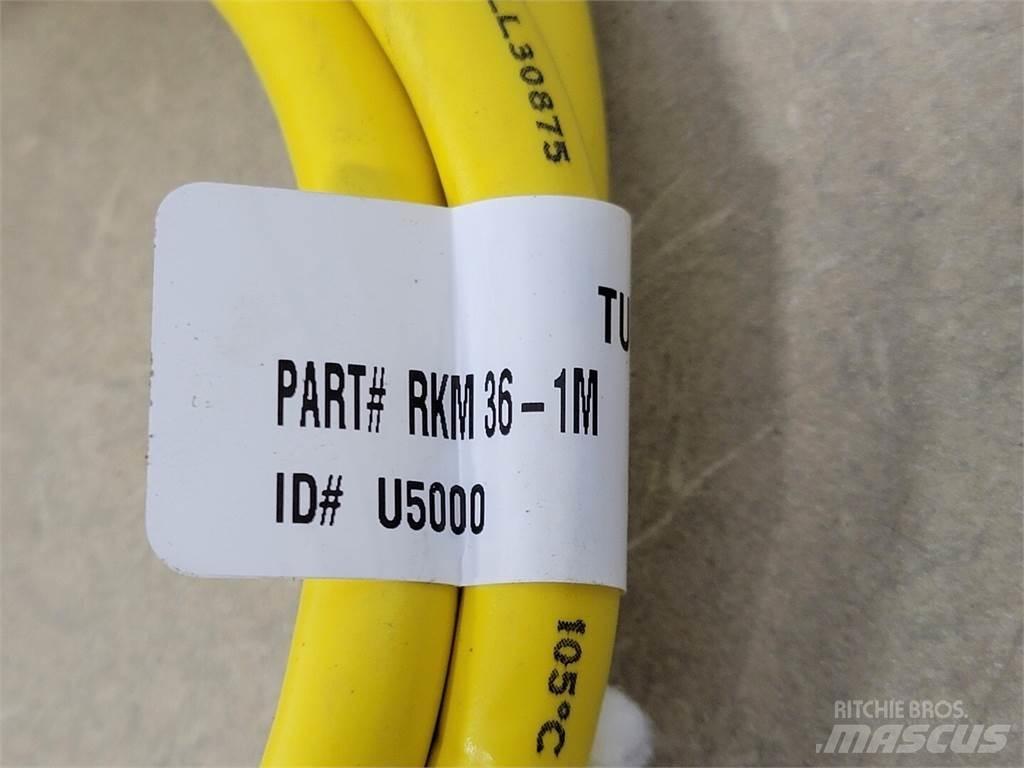 LL30875
TU
PART# RKM 36-1M
ID# U5000
105°C
RITCHIE BROS.
MASCUS